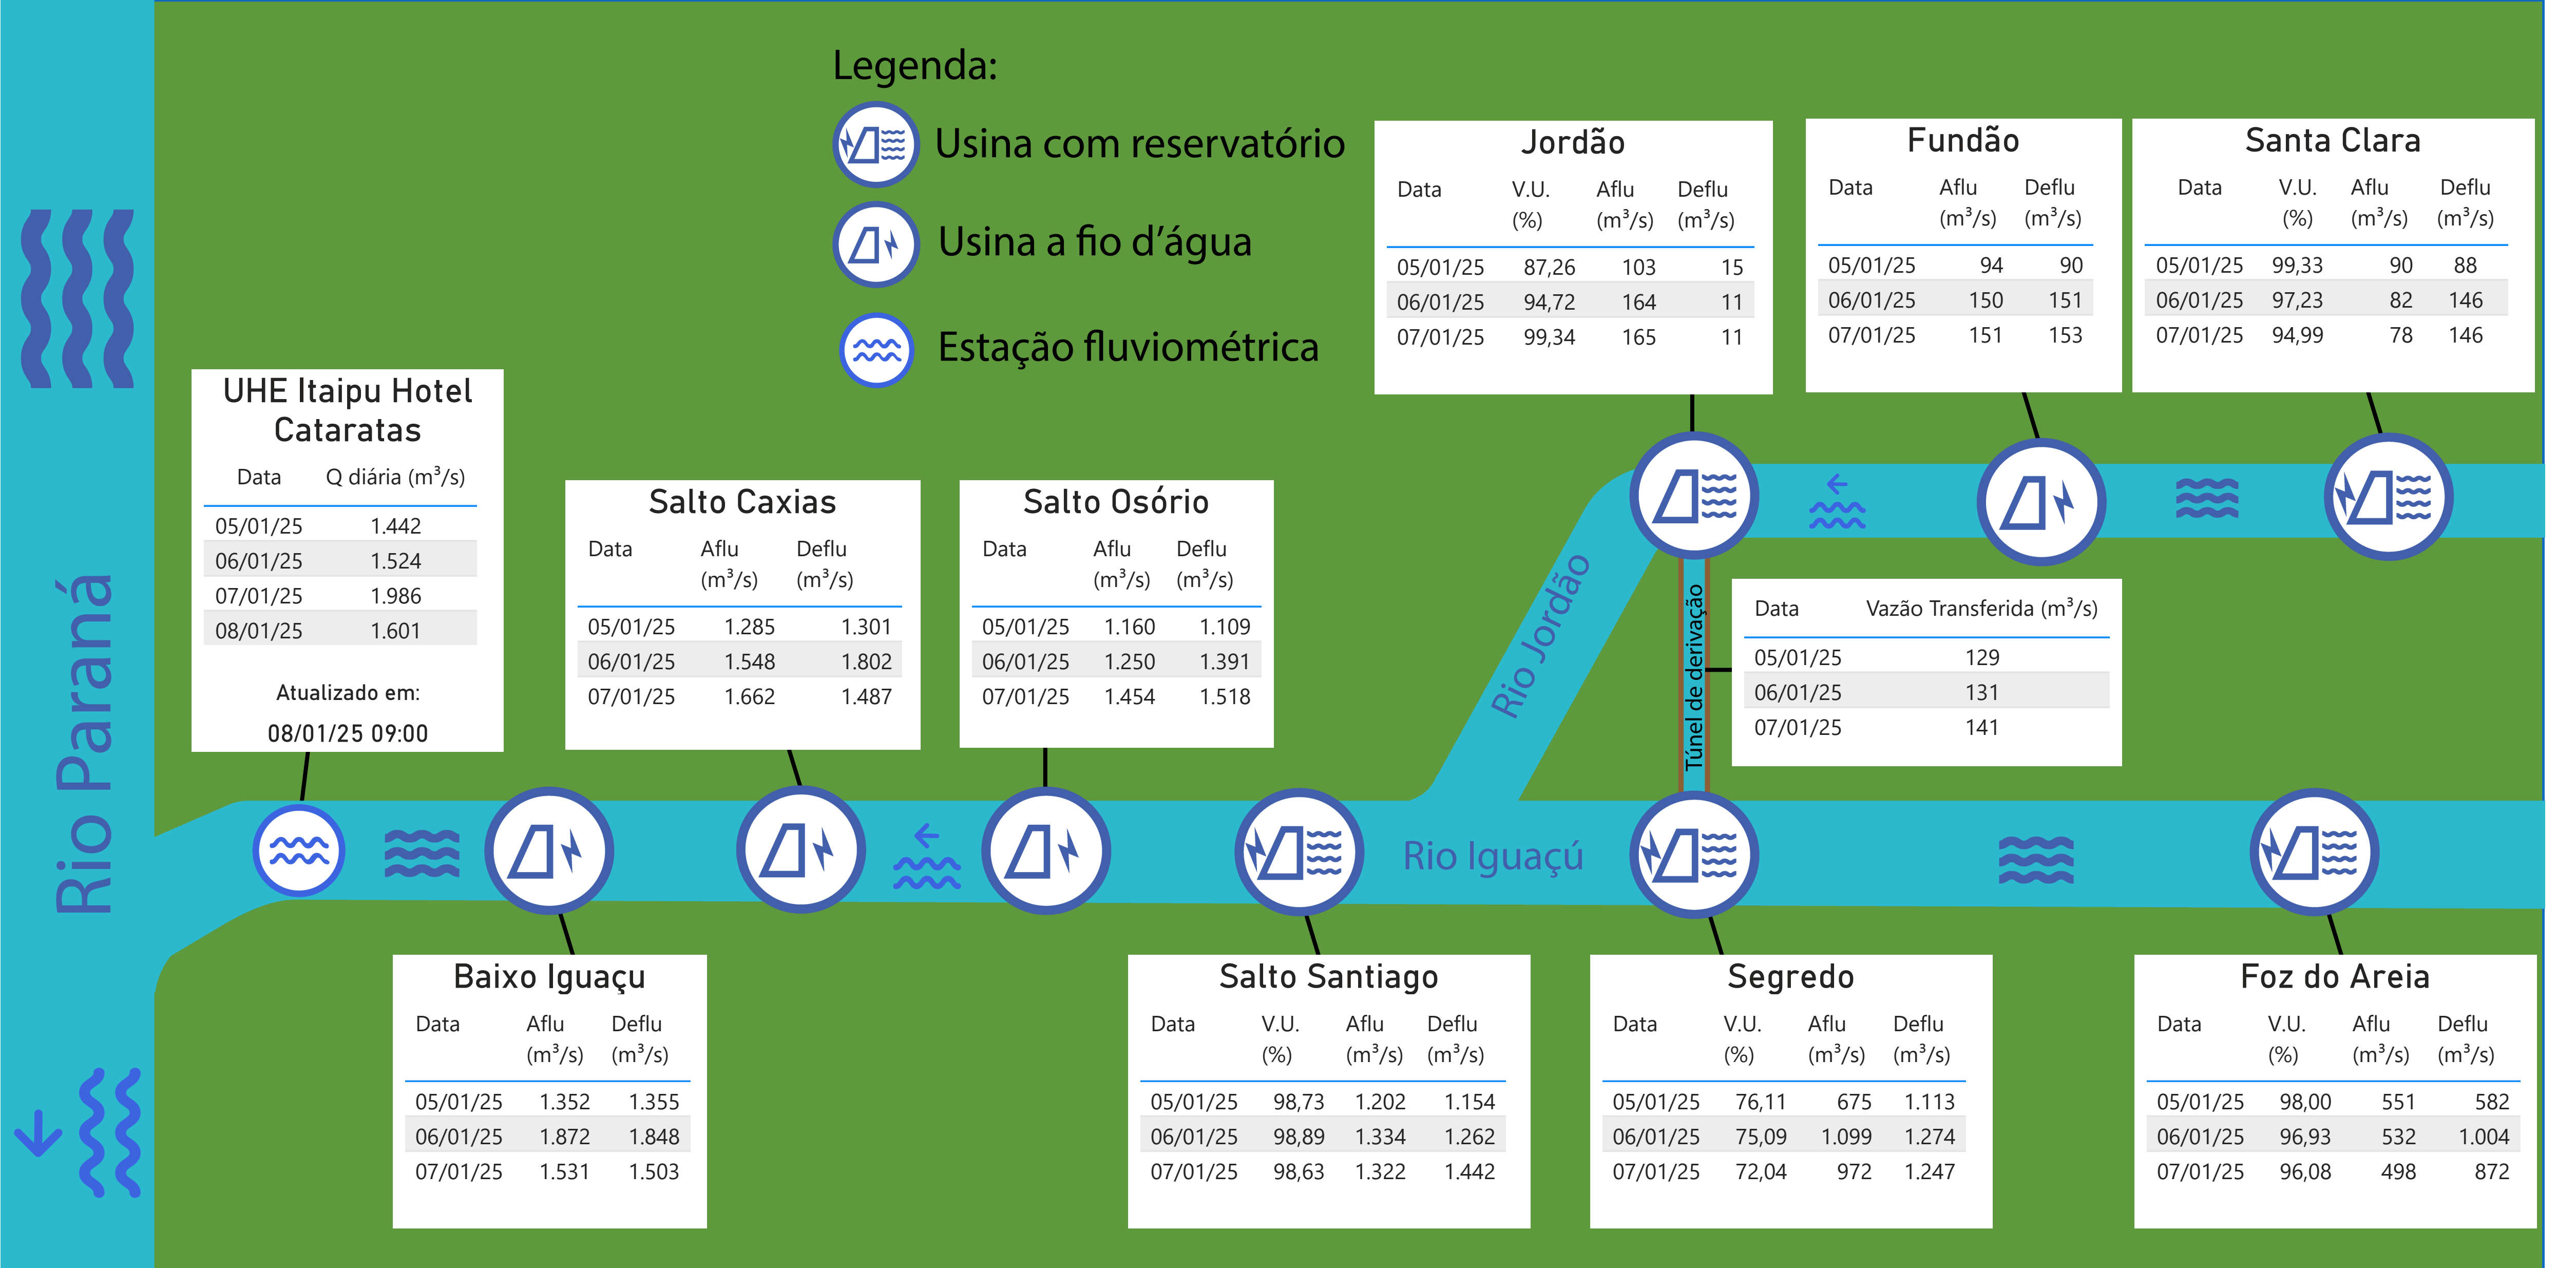 Legenda:
Usina com reservatório
Usina a fio d’água
Estação fluviométrica
Jordão
Data V.U. (%) Aflu (m³/s) Deflu (m³/s)
05/01/25 87,26 103 15
06/01/25 94,72 164 11
07/01/25 99,34 165 11
Fundão
Data Aflu (m³/s) Deflu (m³/s)
05/01/25 94 90
06/01/25 150 151
07/01/25 151 153
Santa Clara
Data V.U. (%) Aflu (m³/s) Deflu (m³/s)
05/01/25 99,33 90 88
06/01/25 97,23 82 146
07/01/25 94,99 78 146
UHE Itaipu Hotel
Cataratas
Data Q diária (m³/s)
05/01/25 1.442
06/01/25 1.524
07/01/25 1.986
08/01/25 1.601
Atualizado em:
08/01/25 09:00
Salto Caxias
Data Aflu (m³/s) Deflu (m³/s)
05/01/25 1.285 1.301
06/01/25 1.548 1.802
07/01/25 1.662 1.487
Salto Osório
Data Aflu (m³/s) Deflu (m³/s)
05/01/25 1.160 1.109
06/01/25 1.250 1.391
07/01/25 1.454 1.518
Rio Jordão
Túnel de derivação
Data Vazão Transferida (m³/s)
05/01/25 129
06/01/25 131
07/01/25 141
Rio Paraná
Rio Iguaçú
Baixo Iguaçu
Data Aflu (m³/s) Deflu (m³/s)
05/01/25 1.352 1.355
06/01/25 1.872 1.848
07/01/25 1.531 1.503
Salto Santiago
Data V.U. (%) Aflu (m³/s) Deflu (m³/s)
05/01/25 98,73 1.202 1.154
06/01/25 98,89 1.334 1.262
07/01/25 98,63 1.322 1.442
Segredo
Data V.U. (%) Aflu (m³/s) Deflu (m³/s)
05/01/25 76,11 675 1.113
06/01/25 75,09 1.099 1.274
07/01/25 72,04 972 1.247
Foz do Areia
Data V.U. (%) Aflu (m³/s) Deflu (m³/s)
05/01/25 98,00 551 582
06/01/25 96,93 532 1.004
07/01/25 96,08 498 872